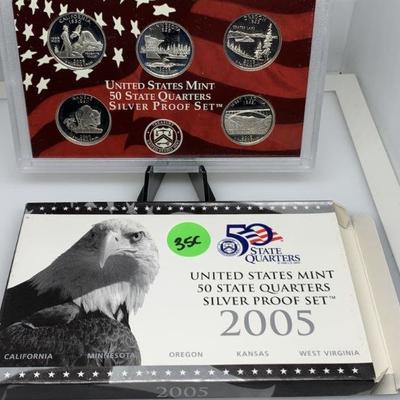 CALIFORNIA
OREGON
UNITED STATES MINT
50 STATE QUARTERS
SILVER PROOF SET™
35C
50
STATE
QUARTERS
UNITED STATES MINT
50 STATE QUARTERS
SILVER PROOF SET™
2005
CALIFORNIA MINNESOTA OREGON KANSAS WEST VIRGINIA
2005